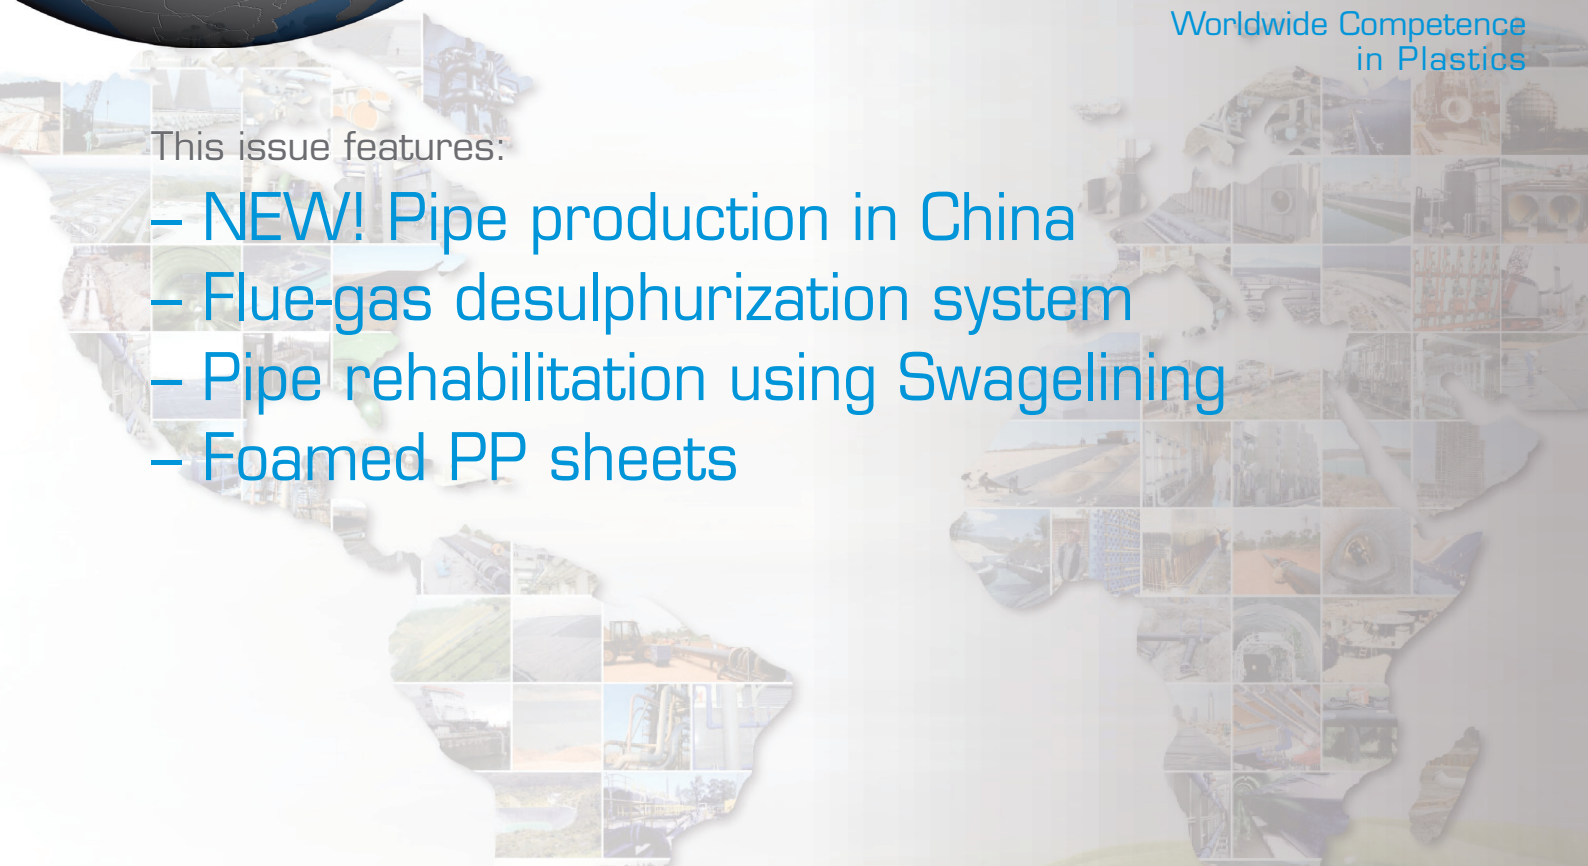 Worldwide Competence
in Plastics
This issue features:
– NEW! Pipe production in China
– Flue-gas desulphurization system
– Pipe rehabilitation using Swagelining
– Foamed PP sheets